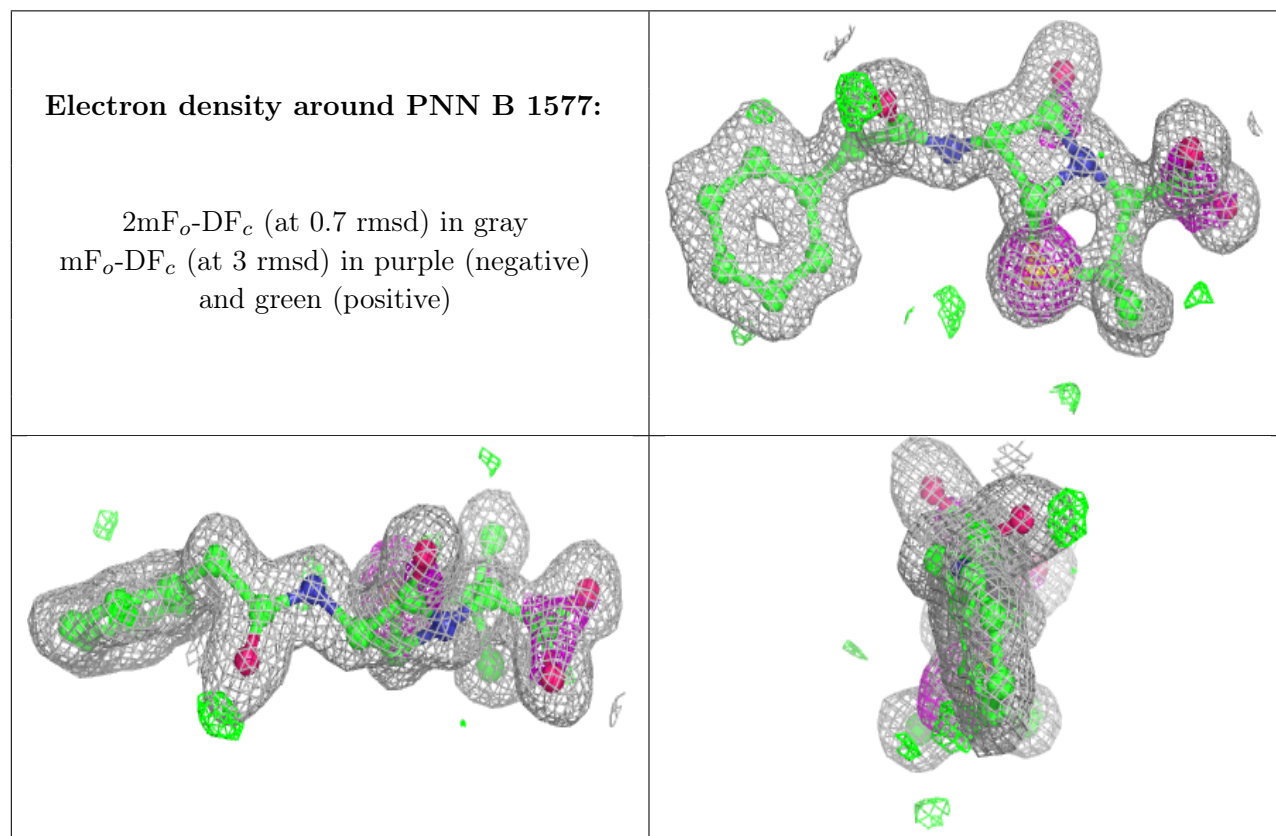 Electron density around PNN B 1577:
2mFo-DFc (at 0.7 rmsd) in gray
mFo-DFc (at 3 rmsd) in purple (negative)
and green (positive)